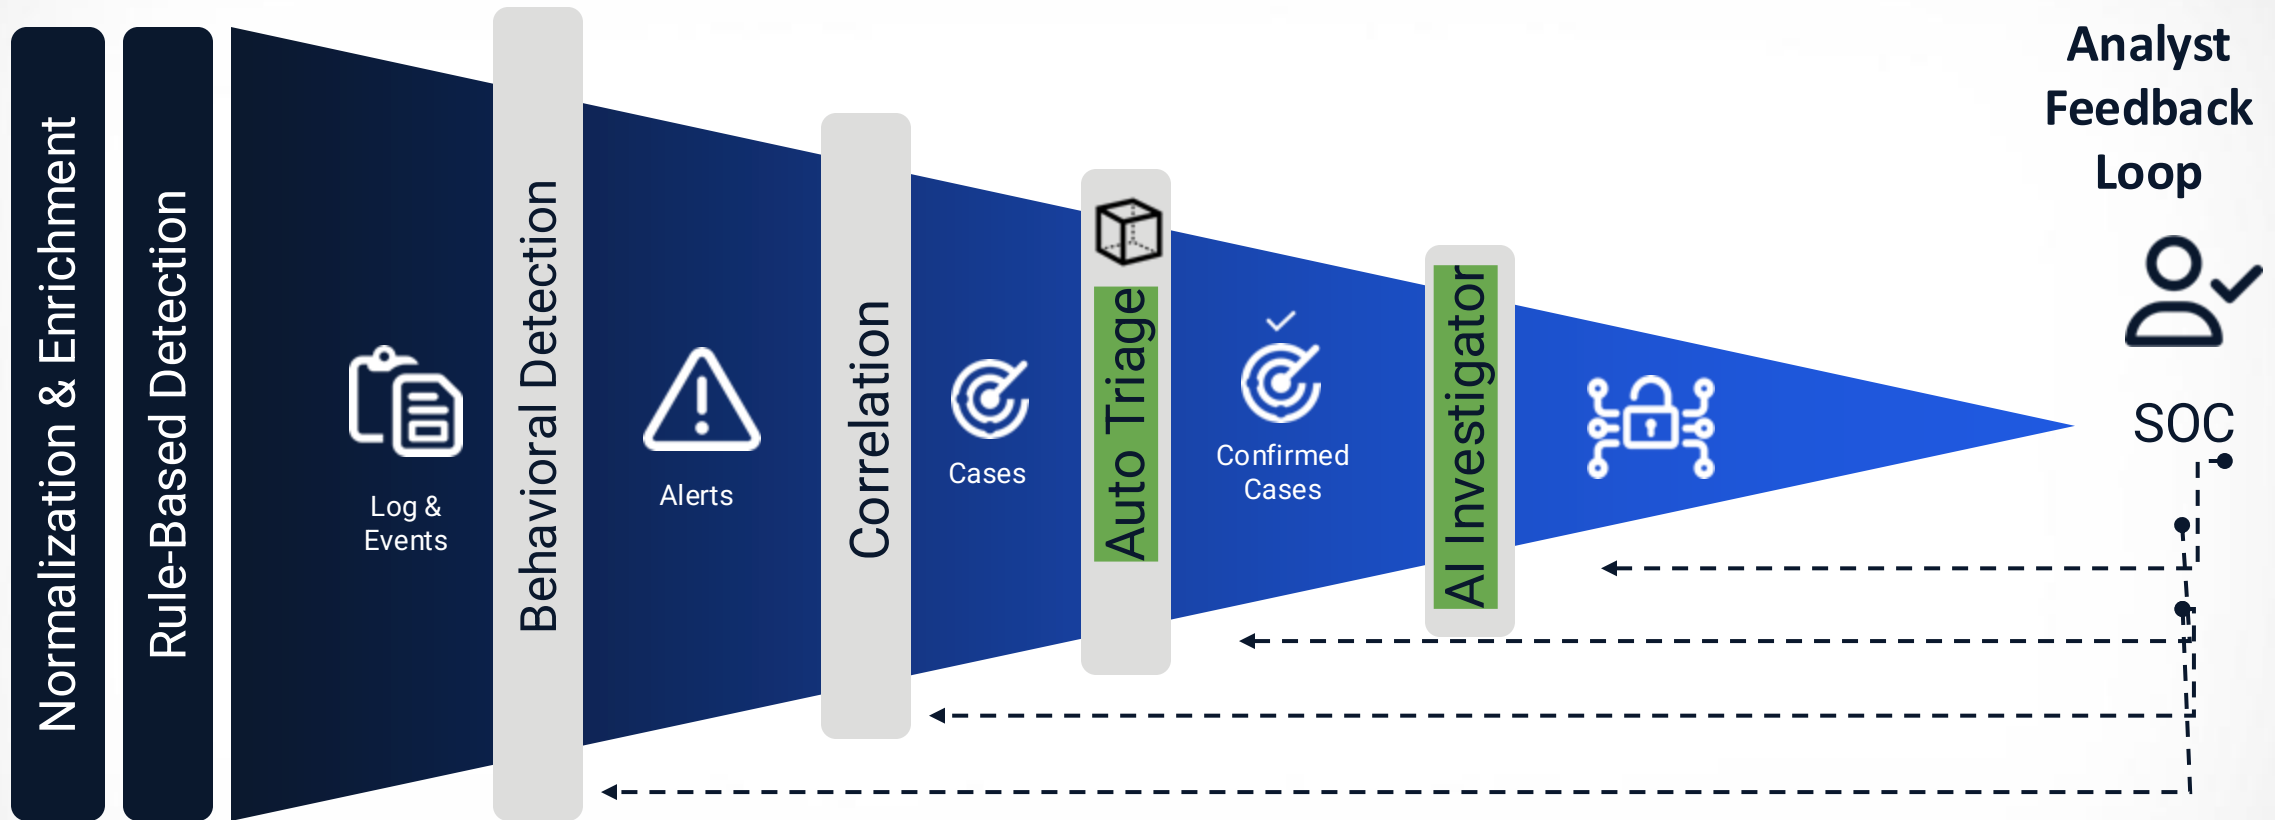 Normalization & Enrichment
Rule-Based Detection
Log &
Events
Behavioral Detection
Alerts
Correlation
Cases
Auto Triage
Confirmed
Cases
AI Investigator
Analyst
Feedback
Loop
SOC